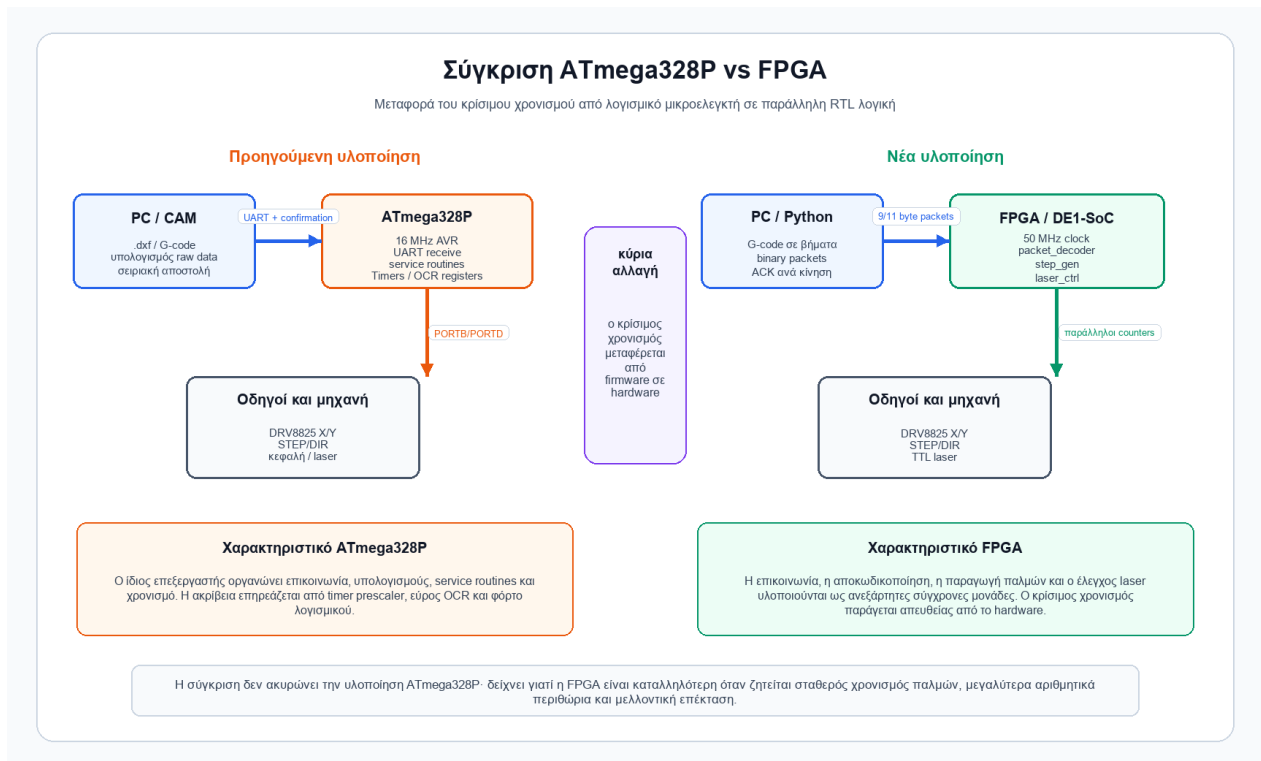 Σύγκριση ATmega328P vs FPGA
Μεταφορά του κρίσιμου χρονισμού από λογισμικό μικροελεγκτή σε παράλληλη RTL λογική
Προηγούμενη υλοποίηση
PC / CAM
.dxf / G-code
υπολογισμός raw data
σειριακή αποστολή
UART + confirmation
ATmega328P
16 MHz AVR
UART receive
service routines
Timers / OCR registers
PORTB/PORTD
Οδηγοί και μηχανή
DRV8825 X/Y
STEP/DIR
κεφαλή / laser
κύρια
αλλαγή
ο κρίσιμος
χρονισμός
μεταφέρεται
από
firmware σε
hardware
Νέα υλοποίηση
PC / Python
G-code σε βήματα
binary packets
ACK ανά κίνηση
9/11 byte packets
FPGA / DE1-SoC
50 MHz clock
packet_decoder
step_gen
laser_ctrl
παράλληλοι counters
Οδηγοί και μηχανή
DRV8825 X/Y
STEP/DIR
TTL laser
Χαρακτηριστικό ATmega328P
Ο ίδιος επεξεργαστής οργανώνει επικοινωνία, υπολογισμούς, service routines και
χρονισμό. Η ακρίβεια επηρεάζεται από timer prescaler, εύρος OCR και φόρτο
λογισμικού.
Χαρακτηριστικό FPGA
Η επικοινωνία, η αποκωδικοποίηση, η παραγωγή παλμών και ο έλεγχος laser
υλοποιούνται ως ανεξάρτητες σύγχρονες μονάδες. Ο κρίσιμος χρονισμός
παράγεται απευθείας από το hardware.
Η σύγκριση δεν ακυρώνει την υλοποίηση ATmega328P· δείχνει γιατί η FPGA είναι καταλληλότερη όταν ζητείται σταθερός χρονισμός παλμών, μεγαλύτερα αριθμητικά
περιθώρια και μελλοντική επέκταση.